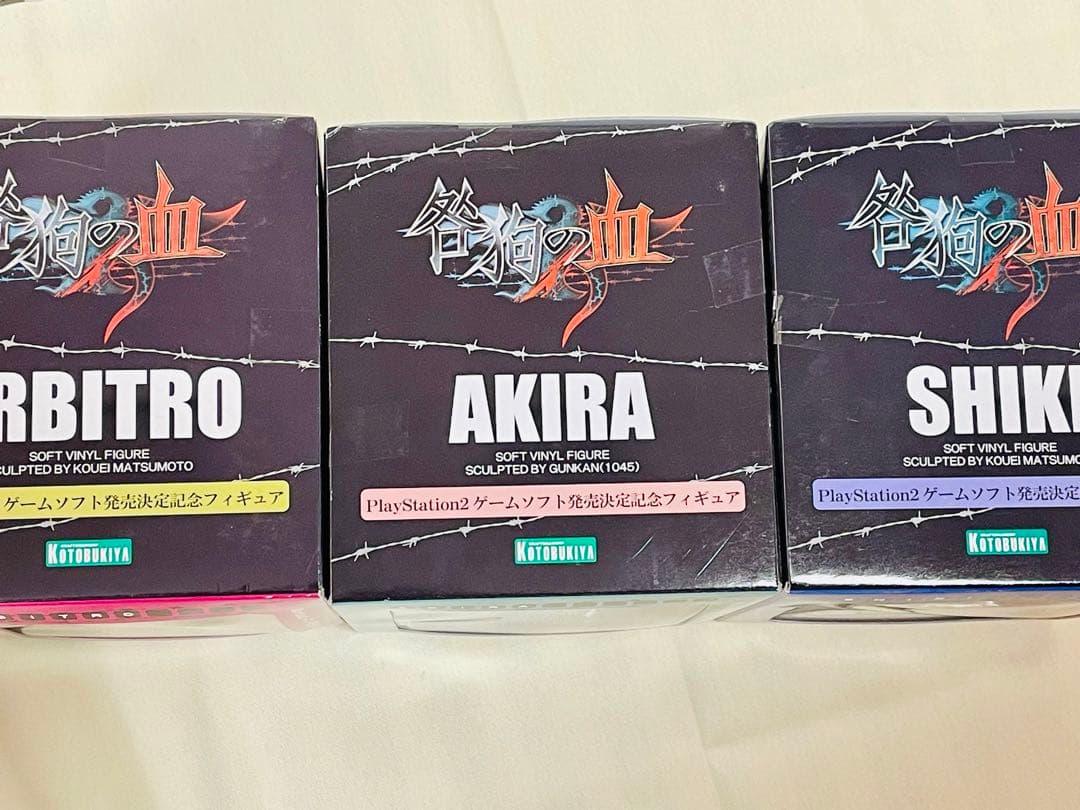 咎狗の血
RBITRO
SOFT VINYL FIGURE
CULPTED BY KOUEI MATSUMOTO
ゲームソフト発売決定記念フィギュア
KOTOBUKIYA
咎狗の血
AKIRA
SOFT VINYL FIGURE
SCULPTED BY GUNKAN(1045)
PlayStation2 ゲームソフト発売決定記念フィギュア
KOTOBUKIYA
咎狗の血
SHIKI
SOFT VINYL FIGURE
SCULPTED BY KOUEI MATSUMO
PlayStation2 ゲームソフト発売決定
KOTOBUKIYA